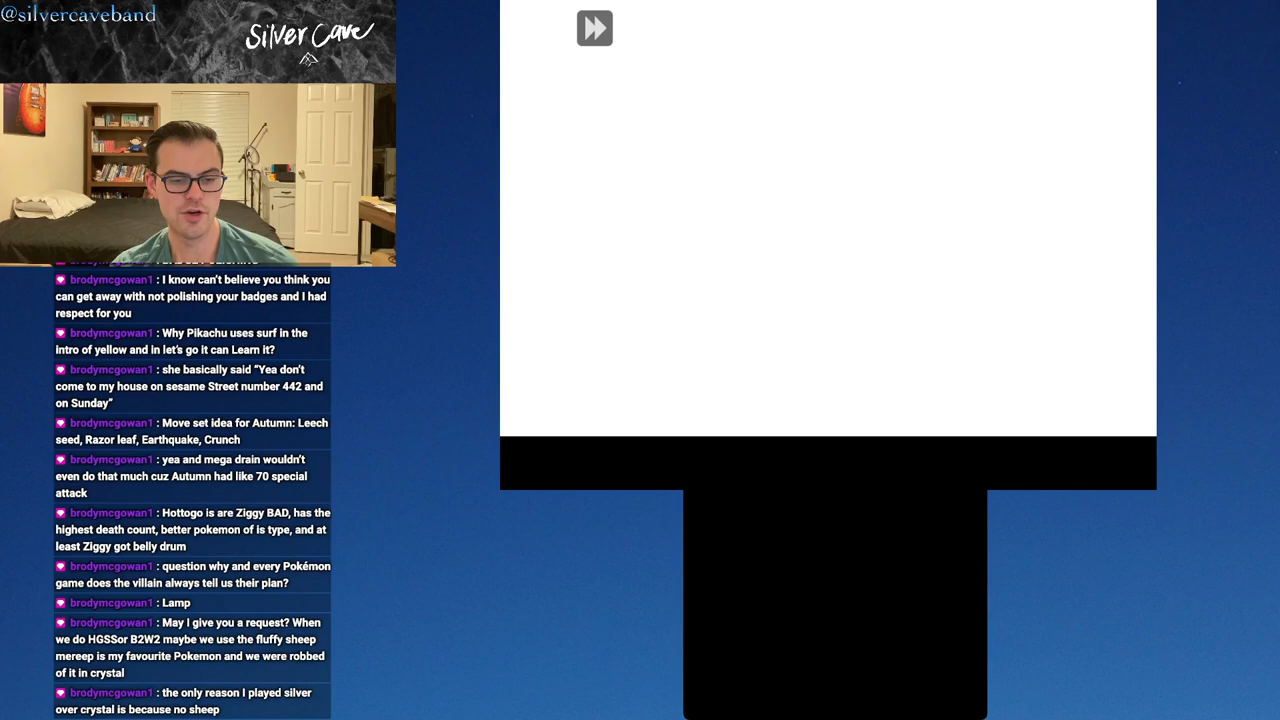 @silvercaveband
Silver Cave
brodymcgowan1 : I know can't believe you think you
can get away with not polishing your badges and I had
respect for you
brodymcgowan1 : Why Pikachu uses surf in the
intro of yellow and in let's go it can Learn it?
brodymcgowan1 : she basically said “Yea don't
come to my house on sesame Street number 442 and
on Sunday”
brodymcgowan1 : Move set idea for Autumn: Leech
seed, Razor leaf, Earthquake, Crunch
brodymcgowan1 : yea and mega drain wouldn't
even do that much cuz Autumn had like 70 special
attack
brodymcgowan1 : Hottogo is are Ziggy BAD, has the
highest death count, better pokemon of is type, and at
least Ziggy got belly drum
brodymcgowan1 : question why and every Pokémon
game does the villain always tell us their plan?
brodymcgowan1 : Lamp
brodymcgowan1 : May I give you a request? When
we do HGSSor B2W2 maybe we use the fluffy sheep
mereep is my favourite Pokemon and we were robbed
of it in crystal
brodymcgowan1 : the only reason I played silver
over crystal is because no sheep